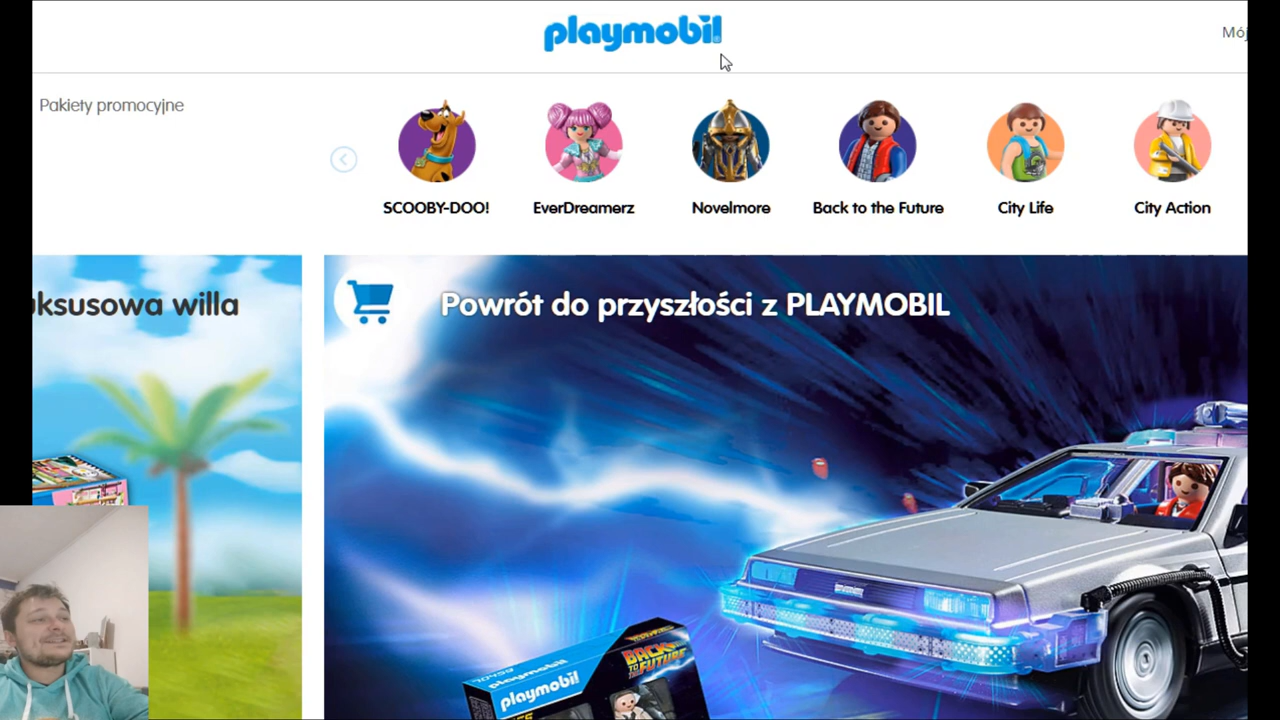 playmobil
Mój
Pakiety promocyjne
SCOOBY-DOO!
EverDreamerz
Novelmore
Back to the Future
City Life
City Action
uksusowa willa
Powrót do przyszłości z PLAYMOBIL
BACK
TO THE
FUTURE
playmobil